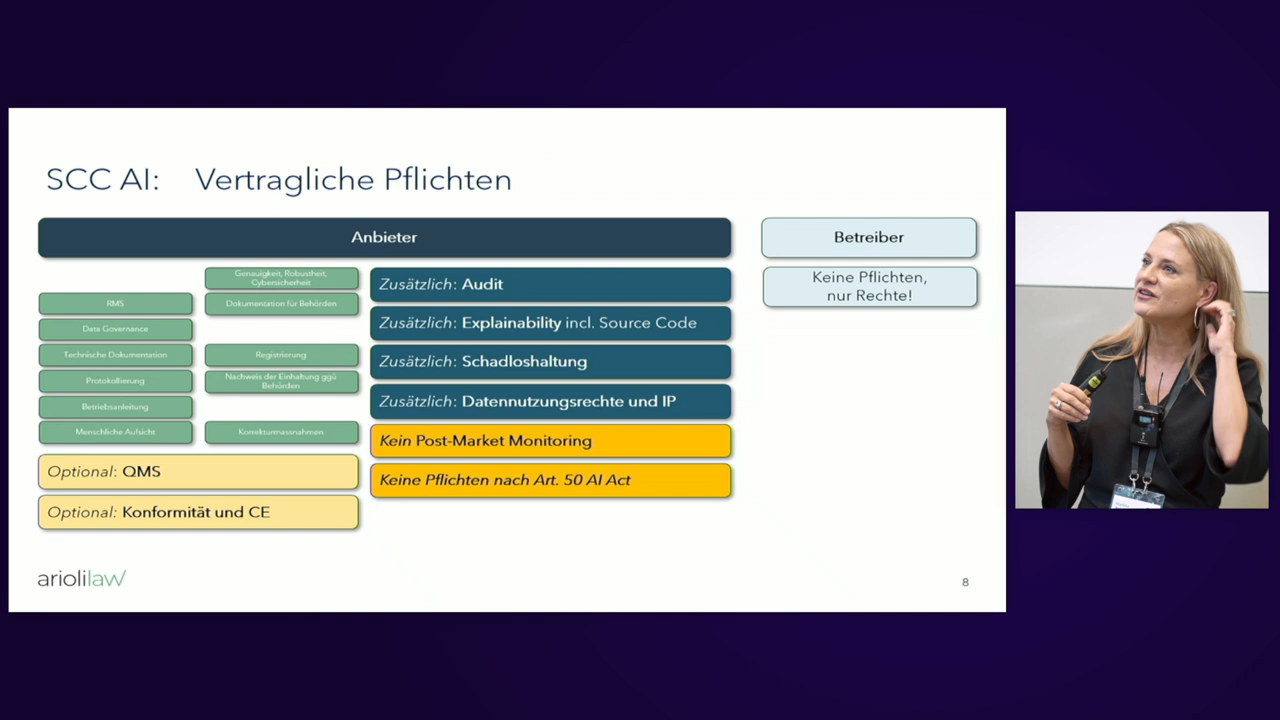 SCC AI: Vertragliche Pflichten
Anbieter
Betreiber
Genauigkeit, Robustheit,
Cybersicherheit
RMS
Dokumentation für Behörden
Data Governance
Technische Dokumentation
Registrierung
Protokollierung
Nachweis der Einhaltung ggü
Behörden
Betriebsanleitung
Menschliche Aufsicht
Korrekturmassnahmen
Optional: QMS
Optional: Konformität und CE
Zusätzlich: Audit
Zusätzlich: Explainability incl. Source Code
Zusätzlich: Schadloshaltung
Zusätzlich: Datennutzungsrechte und IP
Kein Post-Market Monitoring
Keine Pflichten nach Art. 50 AI Act
Keine Pflichten,
nur Rechte!
ariolilaw
8